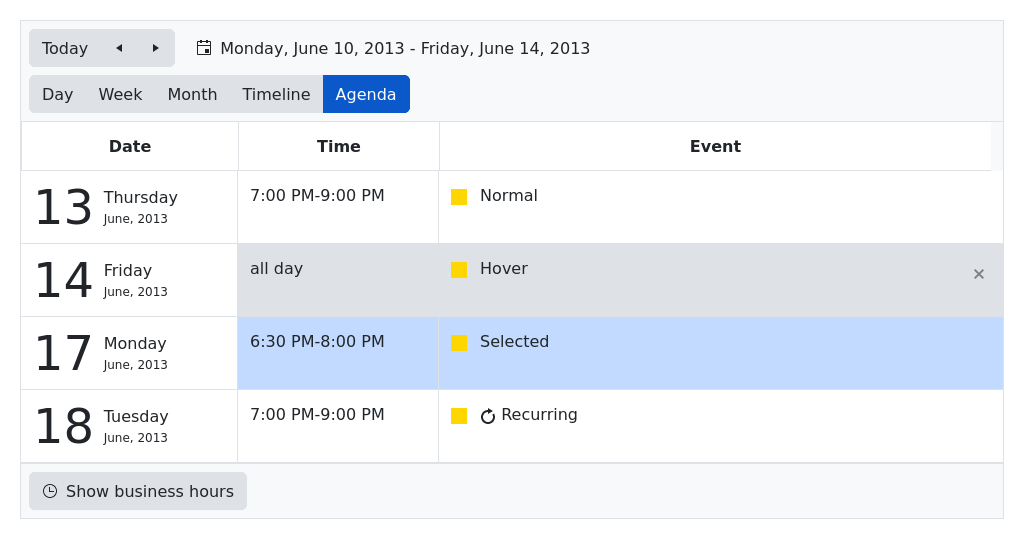 Today
Monday, June 10, 2013 - Friday, June 14, 2013
Day Week Month Timeline Agenda
Date Time Event
13 Thursday June, 2013 7:00 PM-9:00 PM Normal
14 Friday June, 2013 all day Hover
17 Monday June, 2013 6:30 PM-8:00 PM Selected
18 Tuesday June, 2013 7:00 PM-9:00 PM Recurring
Show business hours